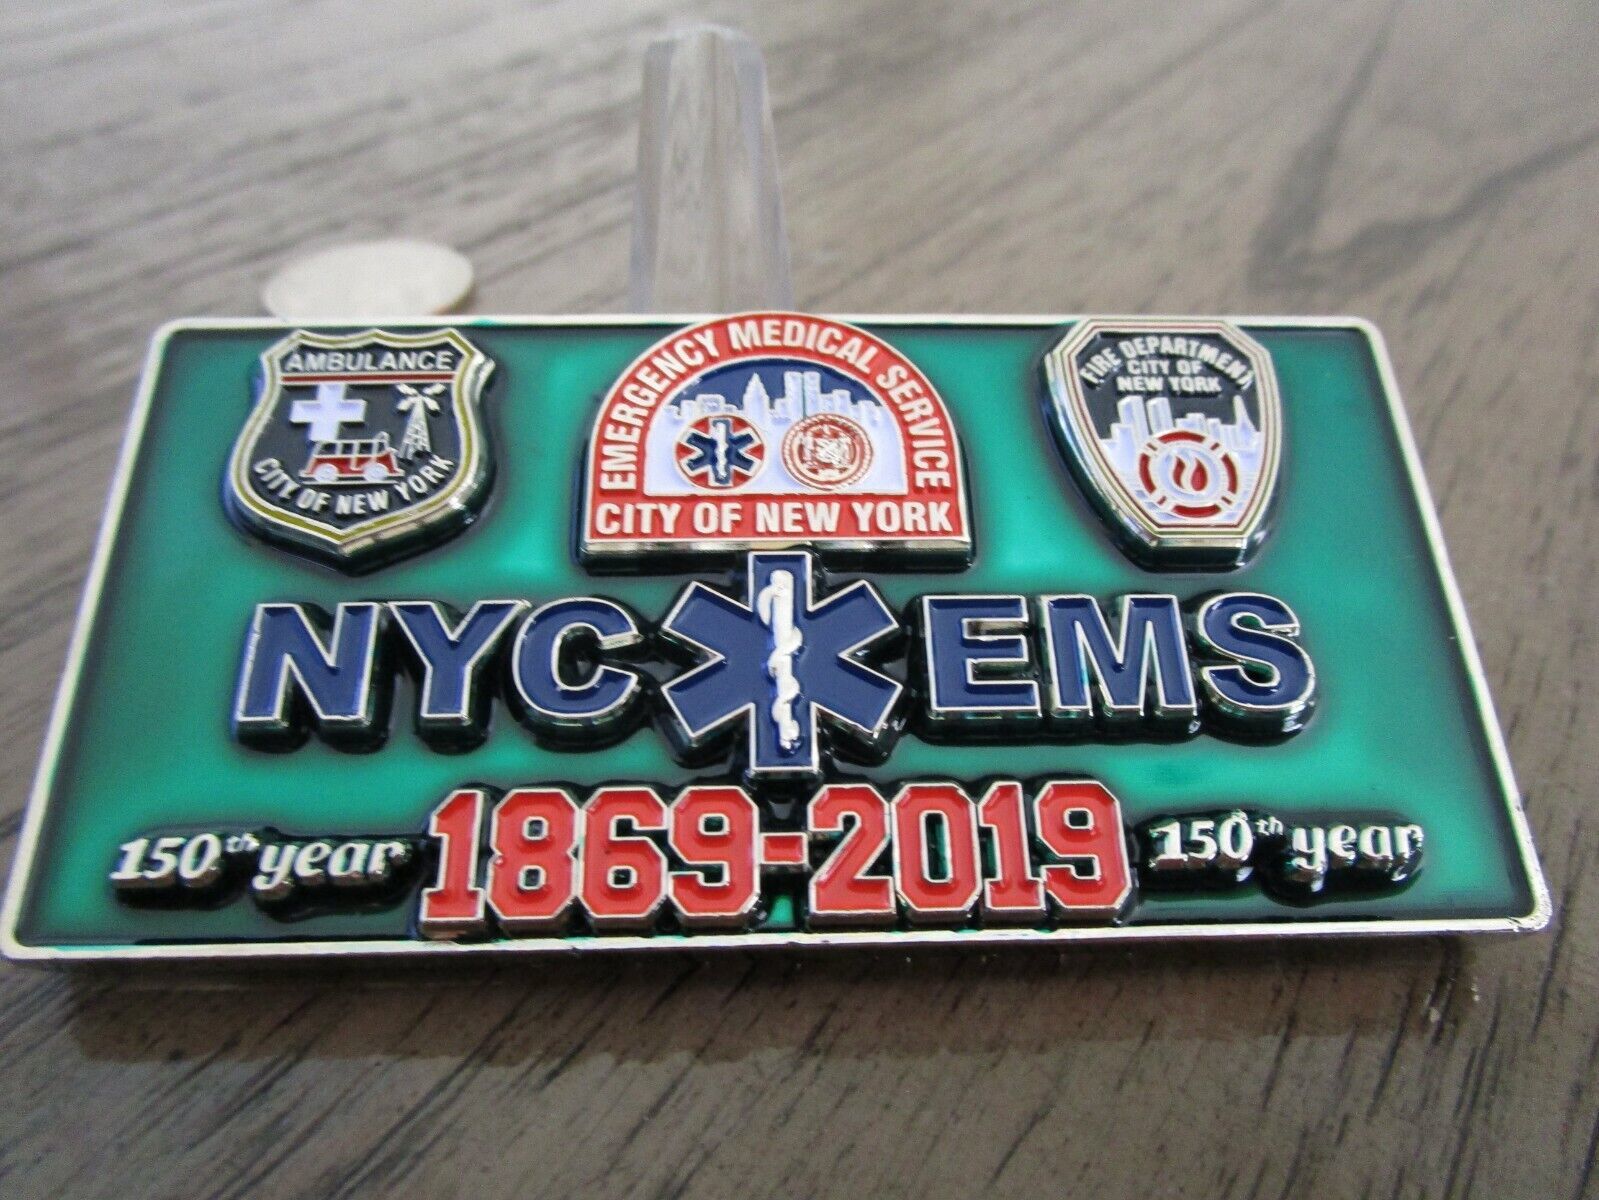 AMBULANCE
CITY OF NEW YORK
EMERGENCY MEDICAL SERVICE
CITY OF NEW YORK
FIRE DEPARTMENT
CITY OF
NEW YORK
NYC EMS
150th year 1869-2019 150th year